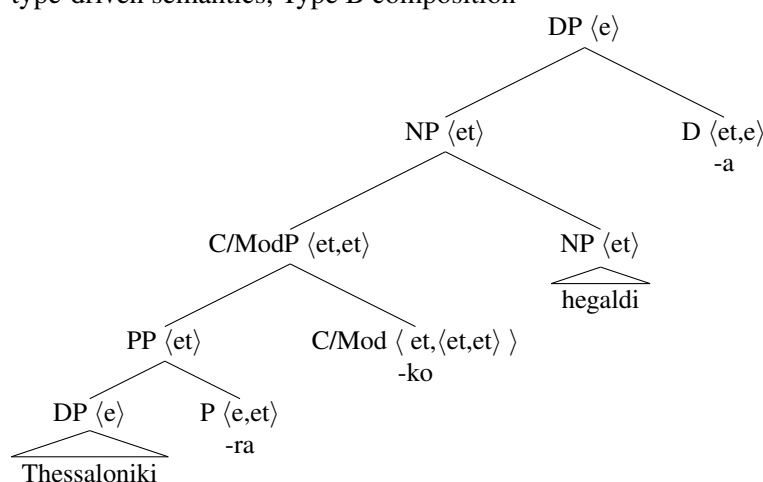 type-driven semantics, Type B composition
DP ⟨e⟩
NP ⟨et⟩ D ⟨et,e⟩
-a
C/ModP ⟨et,et⟩ NP ⟨et⟩
hegaldi
PP ⟨et⟩ C/Mod ⟨ et,⟨et,et⟩ ⟩
-ko
DP ⟨e⟩ P ⟨e,et⟩
-ra
Thessaloniki